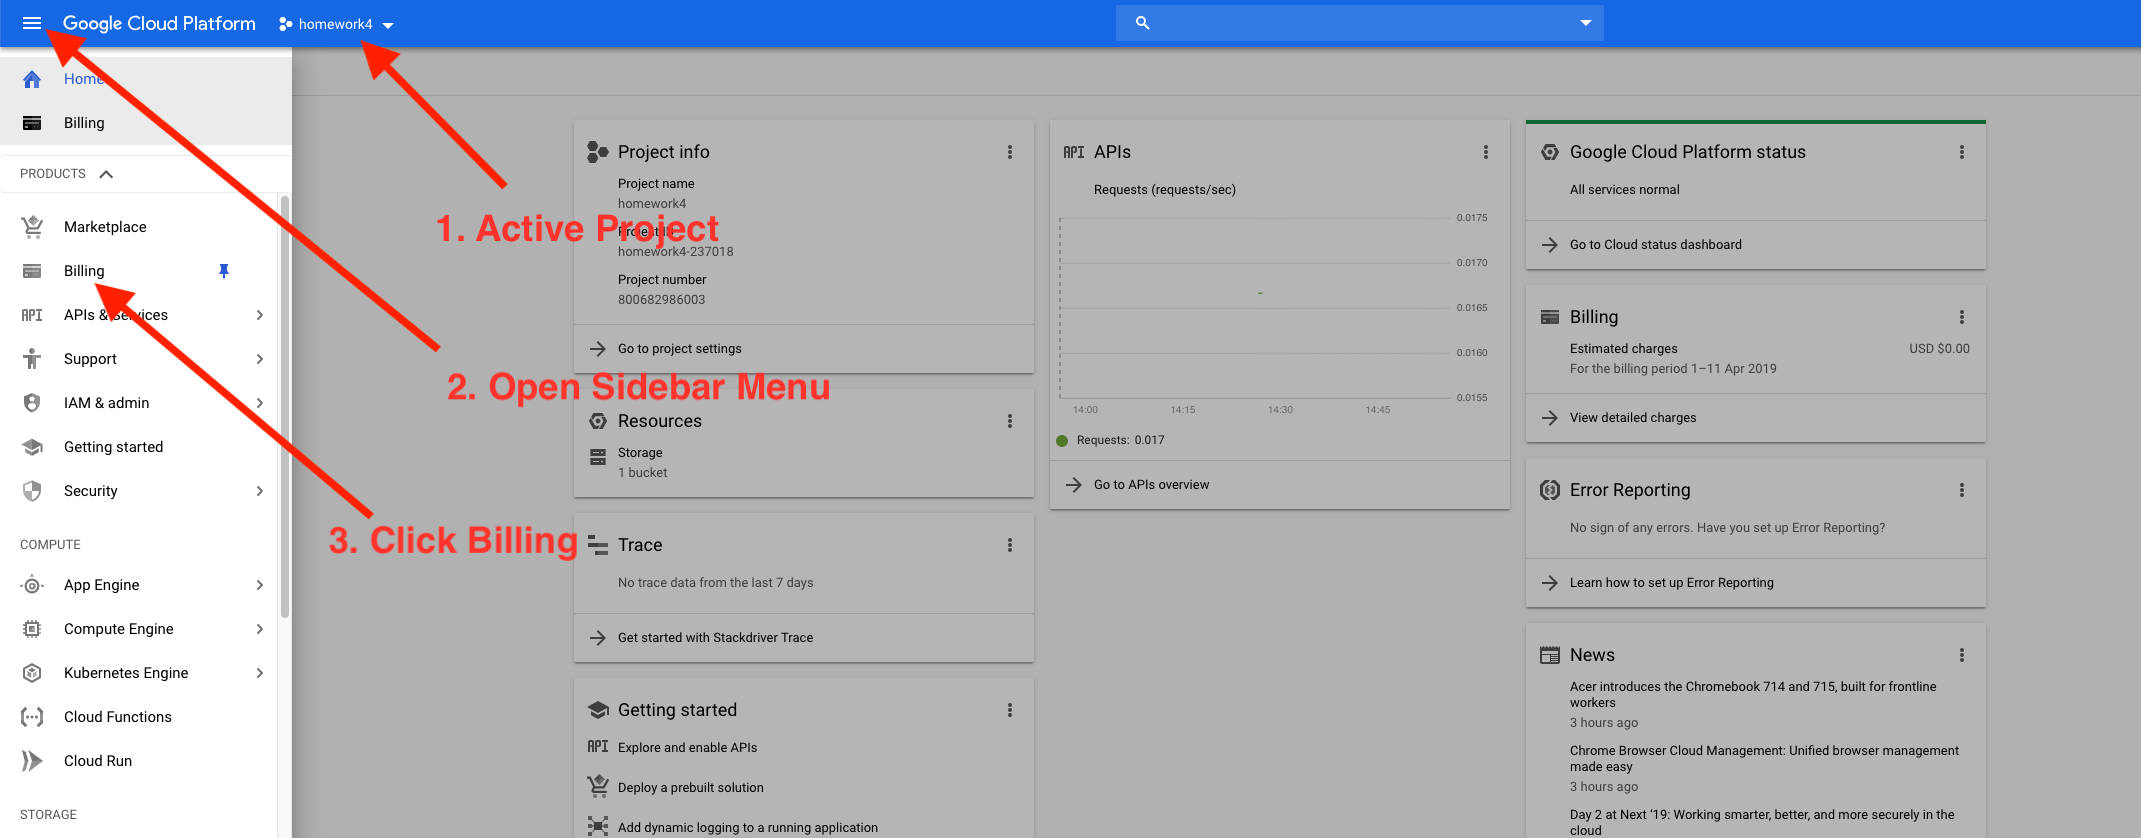 Google Cloud Platform
homework4
Home
Billing
PRODUCTS
Marketplace
Billing
API
APIs & Services
Support
IAM & admin
Getting started
Security
COMPUTE
App Engine
Compute Engine
Kubernetes Engine
Cloud Functions
Cloud Run
STORAGE
1. Active Project
2. Open Sidebar Menu
3. Click Billing
Project info
Project name
homework4
Project ID
homework4-237018
Project number
800682986003
Go to project settings
Resources
Storage
1 bucket
Trace
No trace data from the last 7 days
Get started with Stackdriver Trace
Getting started
API
Explore and enable APIs
Deploy a prebuilt solution
Add dynamic logging to a running application
API
APIs
Requests (requests/sec)
0.0175
0.0170
0.0165
0.0160
0.0155
14:00 14:15 14:30 14:45
Requests: 0.017
Go to APIs overview
Google Cloud Platform status
All services normal
Go to Cloud status dashboard
Billing
Estimated charges USD $0.00
For the billing period 1–11 Apr 2019
View detailed charges
Error Reporting
No sign of any errors. Have you set up Error Reporting?
Learn how to set up Error Reporting
News
Acer introduces the Chromebook 714 and 715, built for frontline
workers
3 hours ago
Chrome Browser Cloud Management: Unified browser management
made easy
3 hours ago
Day 2 at Next ‘19: Working smarter, better, and more securely in the
cloud